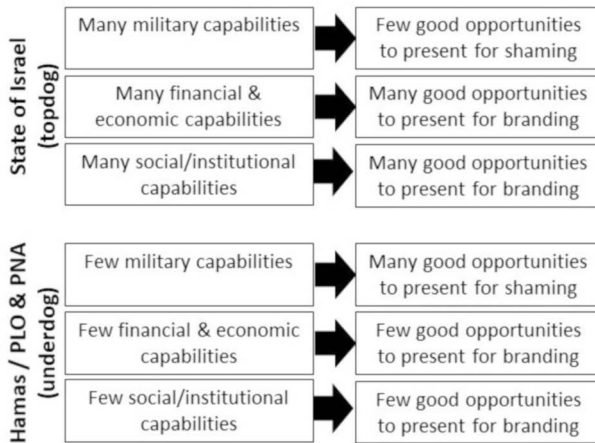 State of Israel
(topdog)
Many military capabilities
Few good opportunities
to present for shaming
Many financial &
economic capabilities
Many good opportunities
to present for branding
Many social/institutional
capabilities
Many good opportunities
to present for branding
Hamas / PLO & PNA
(underdog)
Few military capabilities
Many good opportunities
to present for shaming
Few financial & economic
capabilities
Few good opportunities
to present for branding
Few social/institutional
capabilities
Few good opportunities
to present for branding